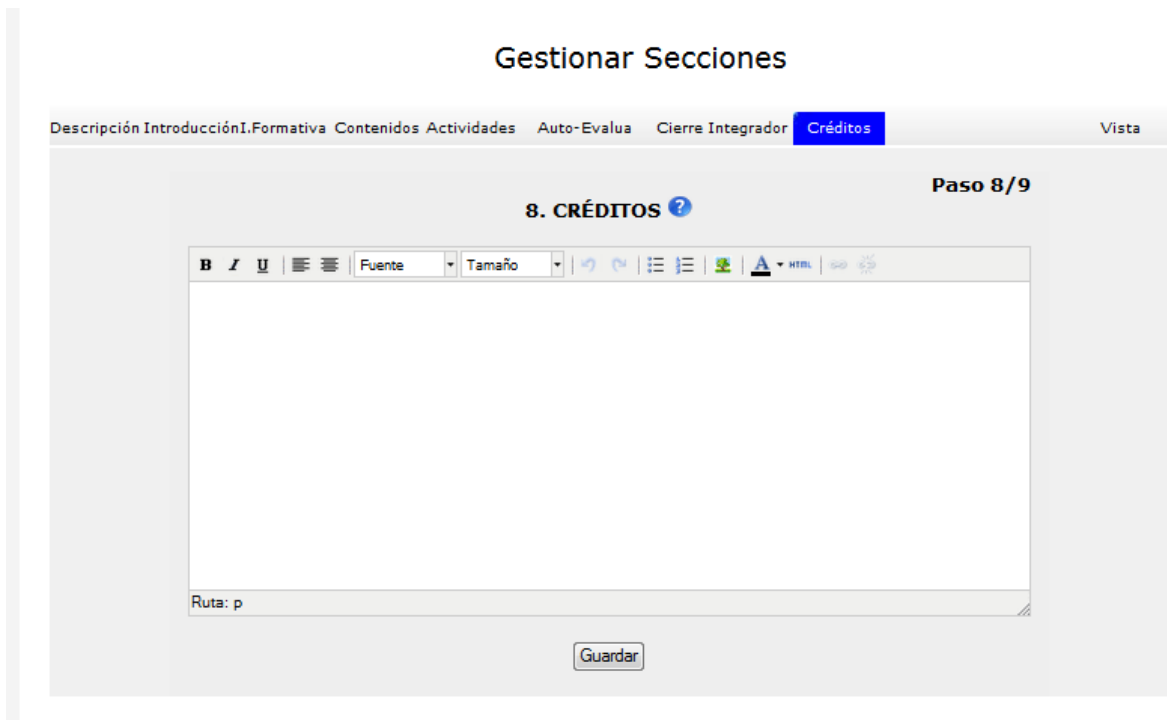 Gestionar Secciones
Descripción IntroducciónI.Formativa Contenidos Actividades Auto-Evalua Cierre Integrador Créditos Vista
Paso 8/9
8. CRÉDITOS ?
B I U Fuente Tamaño A HTML
Ruta: p
Guardar